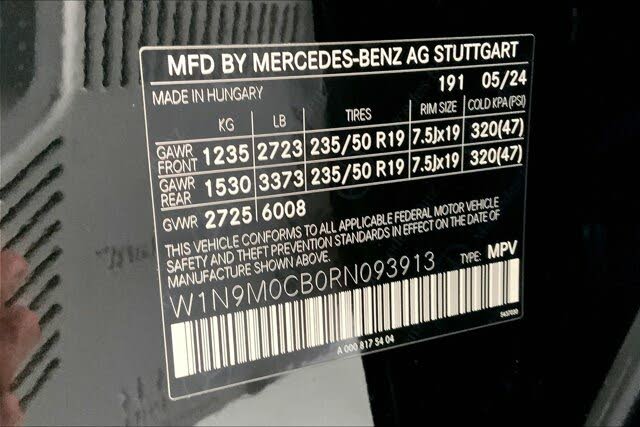 MFD BY MERCEDES-BENZ AG STUTTGART
191 05/24
MADE IN HUNGARY
KG LB TIRES RIM SIZE COLD KPA(PSI)
GAWR FRONT 1235 2723 235/50 R19 7.5Jx19 320(47)
GAWR REAR 1530 3373 235/50 R19 7.5Jx19 320(47)
GVWR 2725 6008
THIS VEHICLE CONFORMS TO ALL APPLICABLE FEDERAL MOTOR VEHICLE
SAFETY AND THEFT PREVENTION STANDARDS IN EFFECT ON THE DATE OF
MANUFACTURE SHOWN ABOVE.
W1N9M0CB0RN093913 TYPE: MPV
A 000 817 54 04